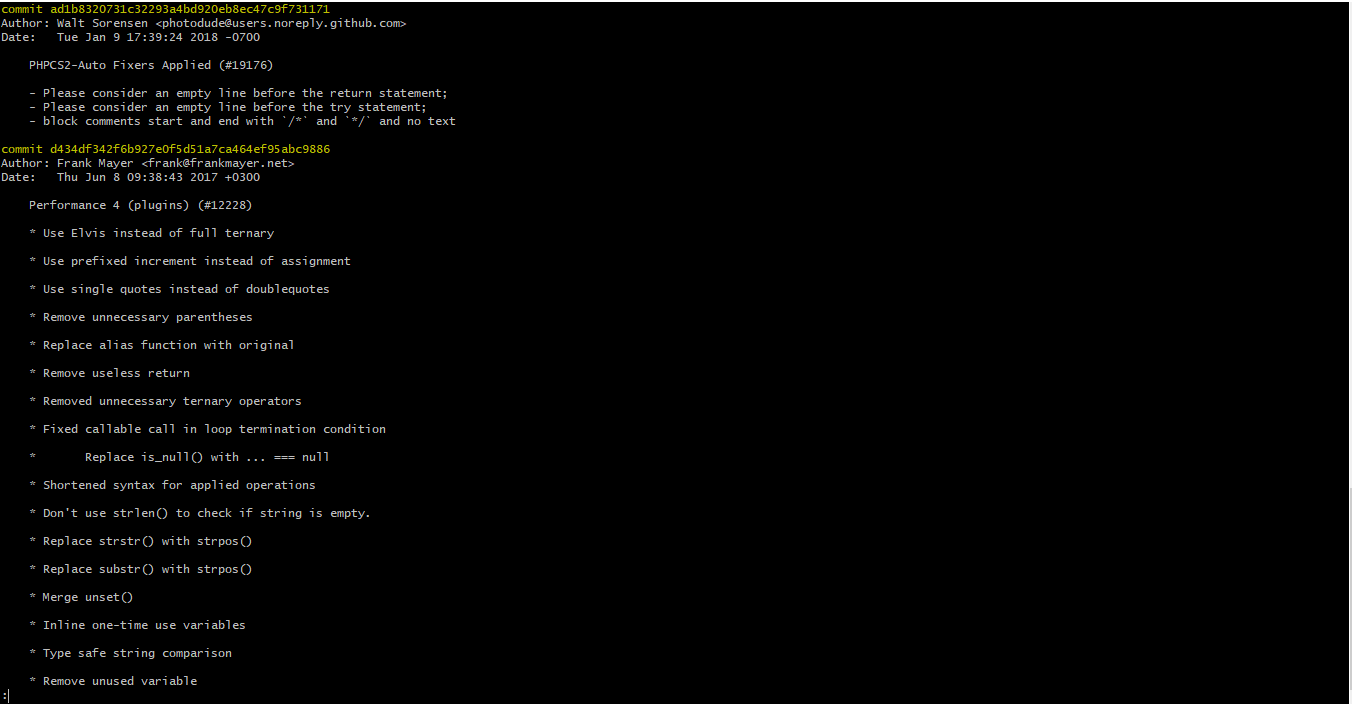 commit ad1b8320731c32293a4bd920eb8ec47c9f731171
Author: Walt Sorensen <photodude@users.noreply.github.com>
Date:   Tue Jan 9 17:39:24 2018 -0700
    PHPCS2-Auto Fixers Applied (#19176)
    - Please consider an empty line before the return statement;
    - Please consider an empty line before the try statement;
    - block comments start and end with `/*` and `*/` and no text
commit d434df342f6b927e0f5d51a7ca464ef95abc9886
Author: Frank Mayer <frank@frankmayer.net>
Date:   Thu Jun 8 09:38:43 2017 +0300
    Performance 4 (plugins) (#12228)
    * Use Elvis instead of full ternary
    * Use prefixed increment instead of assignment
    * Use single quotes instead of doublequotes
    * Remove unnecessary parentheses
    * Replace alias function with original
    * Remove useless return
    * Removed unnecessary ternary operators
    * Fixed callable call in loop termination condition
    *       Replace is_null() with ... === null
    * Shortened syntax for applied operations
    * Don't use strlen() to check if string is empty.
    * Replace strstr() with strpos()
    * Replace substr() with strpos()
    * Merge unset()
    * Inline one-time use variables
    * Type safe string comparison
    * Remove unused variable
: